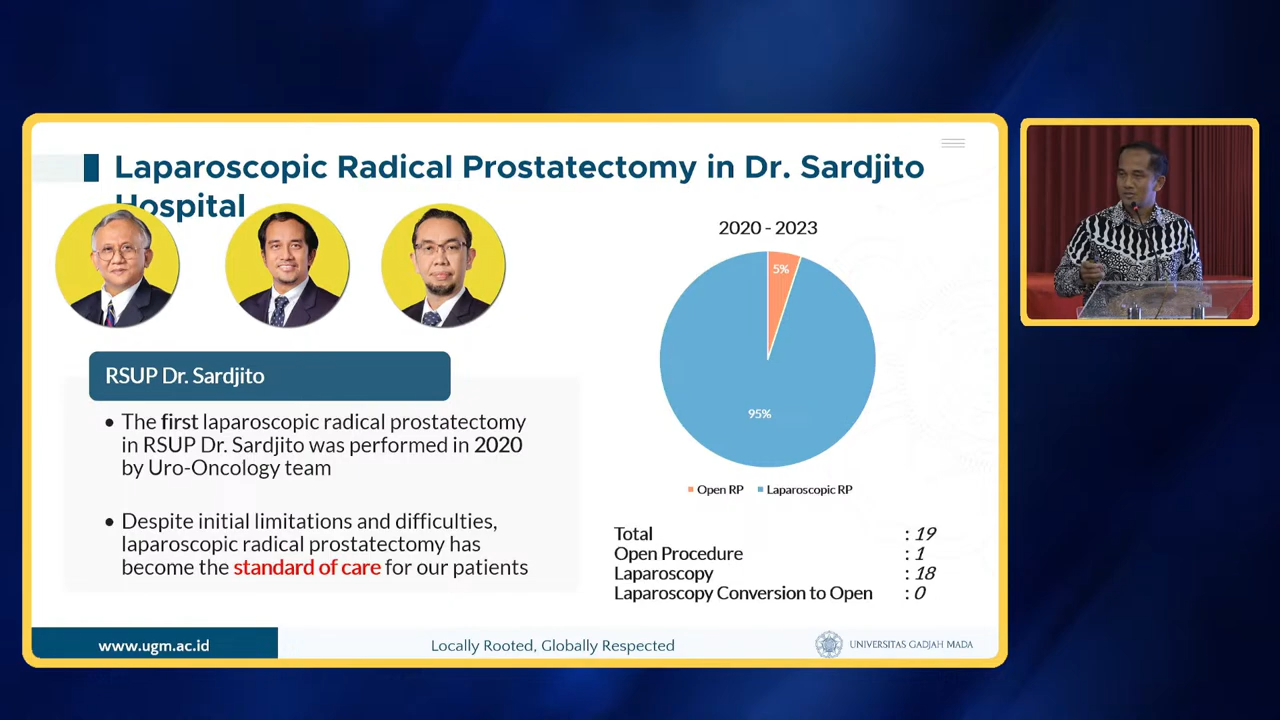 Laparoscopic Radical Prostatectomy in Dr. Sardjito
Hospital
RSUP Dr. Sardjito
• The first laparoscopic radical prostatectomy
in RSUP Dr. Sardjito was performed in 2020
by Uro-Oncology team
• Despite initial limitations and difficulties,
laparoscopic radical prostatectomy has
become the standard of care for our patients
2020 - 2023
5%
95%
Open RP Laparoscopic RP
Total : 19
Open Procedure : 1
Laparoscopy : 18
Laparoscopy Conversion to Open : 0
www.ugm.ac.id
Locally Rooted, Globally Respected
UNIVERSITAS GADJAH MADA